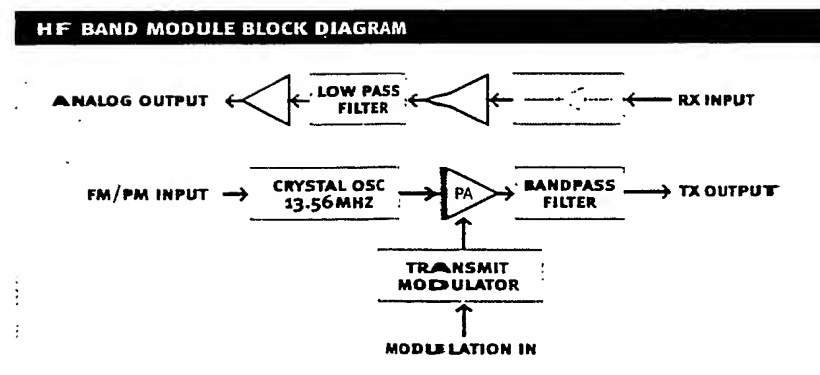 HF BAND MODULE BLOCK DIAGRAM
ANALOG OUTPUT
LOW PASS
FILTER
RX INPUT
FM/PM INPUT
CRYSTAL OSC
13.56MHZ
PA
BANDPASS
FILTER
TX OUTPUT
TRANSMIT
MODULATOR
MODULATION IN